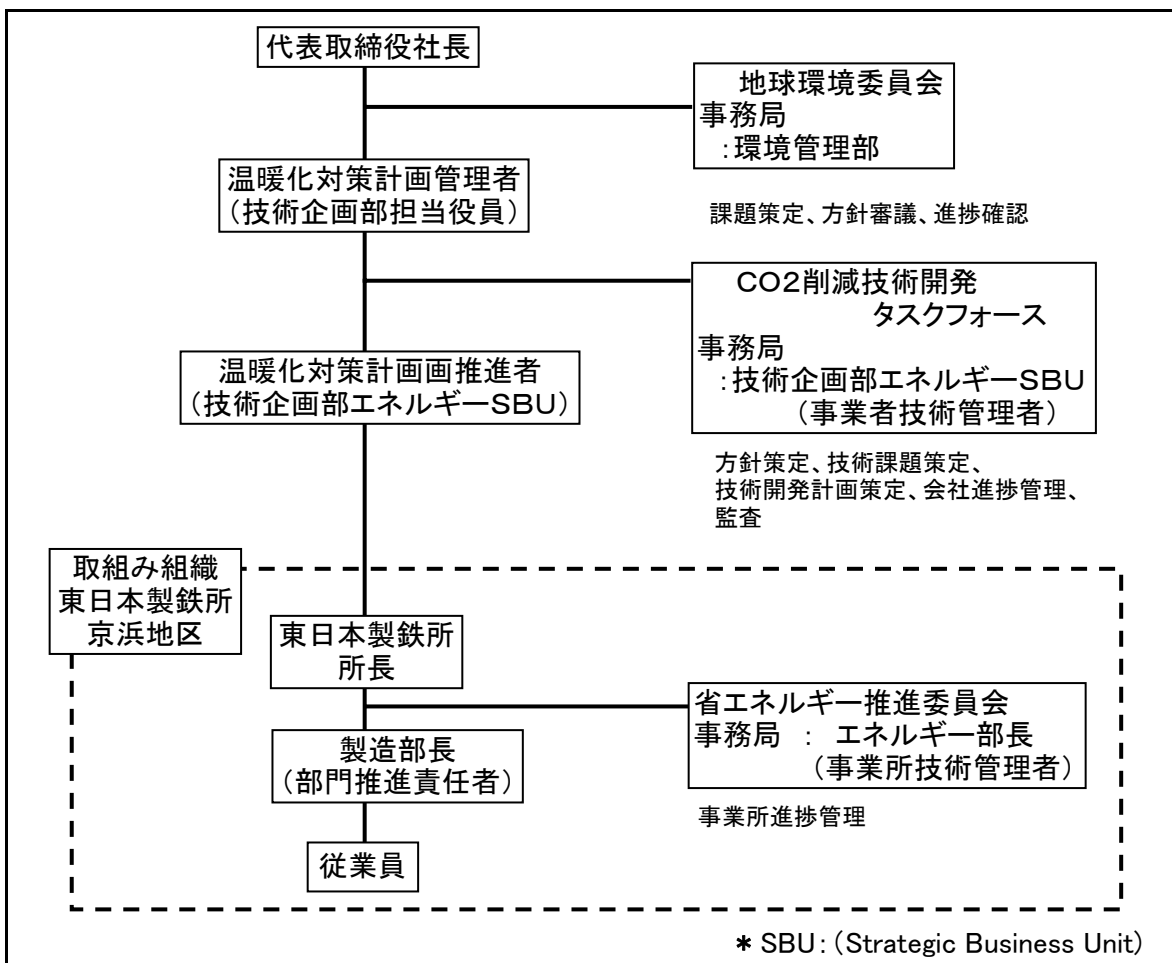 代表取締役社長
地球環境委員会
事務局
:環境管理部
温暖化対策計画管理者
(技術企画部担当役員)
課題策定、方針審議、進捗確認
CO2削減技術開発
タスクフォース
事務局
:技術企画部エネルギーSBU
(事業者技術管理者)
温暖化対策計画画推進者
(技術企画部エネルギーSBU)
方針策定、技術課題策定、
技術開発計画策定、会社進捗管理、
監査
取組み組織
東日本製鉄所
京浜地区
東日本製鉄所
所長
省エネルギー推進委員会
事務局 : エネルギー部長
(事業所技術管理者)
製造部長
(部門推進責任者)
事業所進捗管理
従業員
* SBU:(Strategic Business Unit)